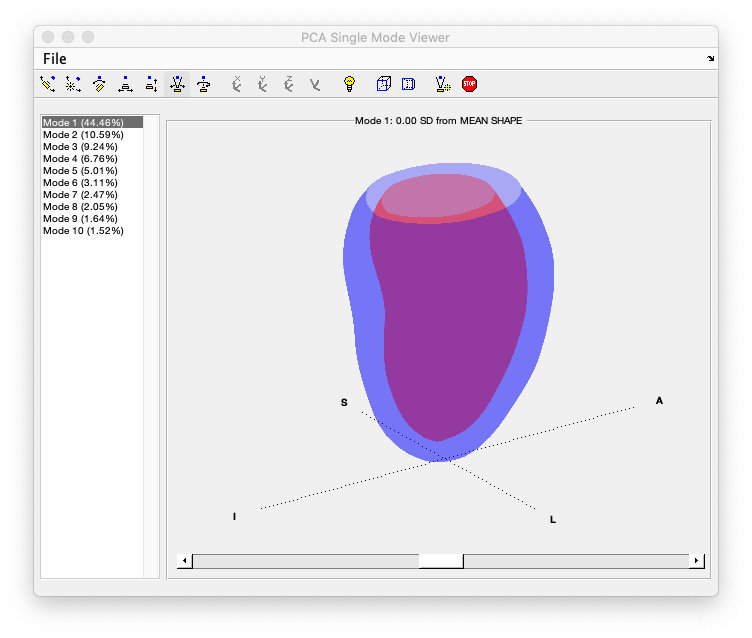 PCA Single Mode Viewer
File
Mode 1 (44.46%)
Mode 2 (10.59%)
Mode 3 (9.24%)
Mode 4 (6.76%)
Mode 5 (5.01%)
Mode 6 (3.11%)
Mode 7 (2.47%)
Mode 8 (2.05%)
Mode 9 (1.64%)
Mode 10 (1.52%)
Mode 1: 0.00 SD from MEAN SHAPE
X
Y
Z
STOP
S
A
I
L